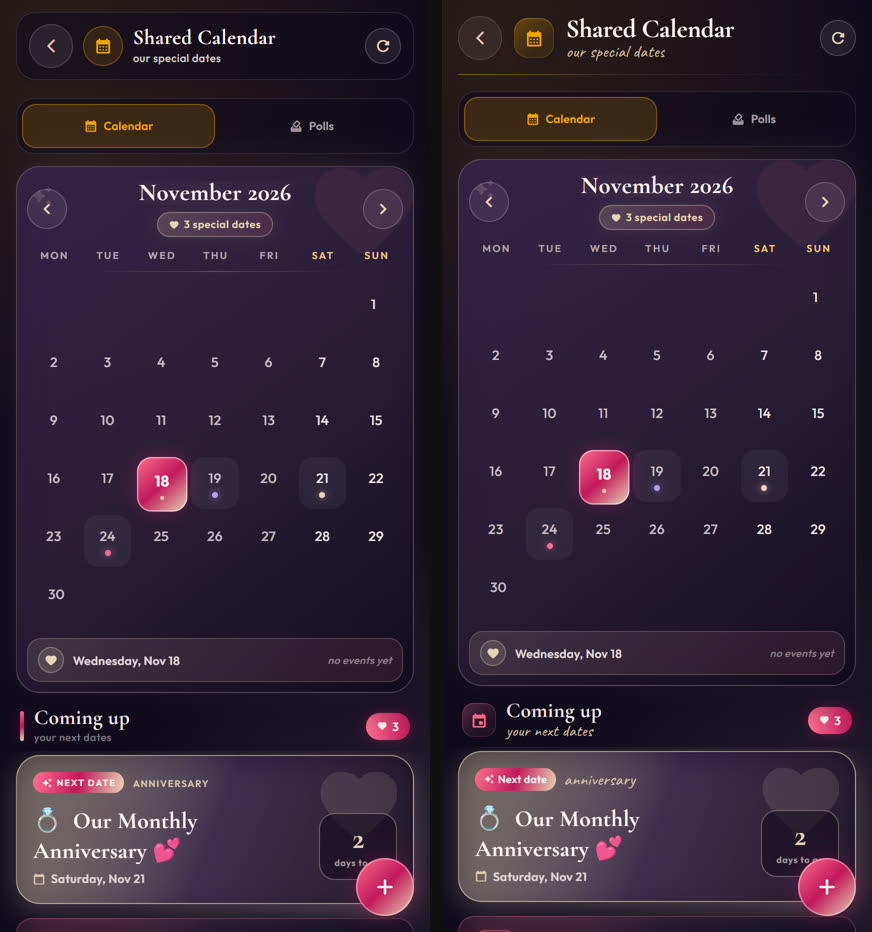 Shared Calendar
our special dates
Calendar
Polls
November 2026
3 special dates
MON TUE WED THU FRI SAT SUN
1
2 3 4 5 6 7 8
9 10 11 12 13 14 15
16 17 18 19 20 21 22
23 24 25 26 27 28 29
30
Wednesday, Nov 18
no events yet
Coming up
your next dates
3
NEXT DATE
ANNIVERSARY
💍 Our Monthly
Anniversary 💕
Saturday, Nov 21
2
days to
Shared Calendar
our special dates
Calendar
Polls
November 2026
3 special dates
MON TUE WED THU FRI SAT SUN
1
2 3 4 5 6 7 8
9 10 11 12 13 14 15
16 17 18 19 20 21 22
23 24 25 26 27 28 29
30
Wednesday, Nov 18
no events yet
Coming up
your next dates
3
Next date
anniversary
💍 Our Monthly
Anniversary 💕
Saturday, Nov 21
2
days to